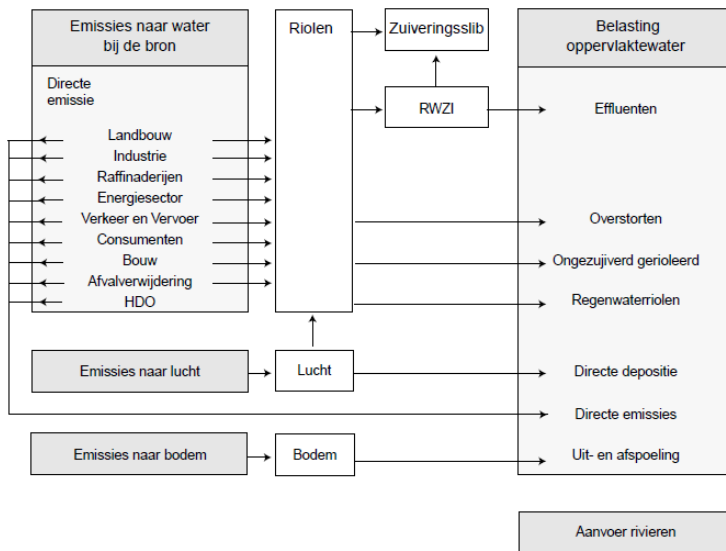 Emissies naar water
bij de bron
Riolen
Zuiveringsslib
Belasting
oppervlaktewater
Directe
emissie
RWZI
Effluenten
Landbouw
Industrie
Raffinaderijen
Energiesector
Verkeer en Vervoer
Overstorten
Consumenten
Bouw
Ongezujiverd gerioleerd
Afvalverwijdering
HDO
Regenwaterriolen
Emissies naar lucht
Lucht
Directe depositie
Directe emissies
Emissies naar bodem
Bodem
Uit- en afspoeling
Aanvoer rivieren